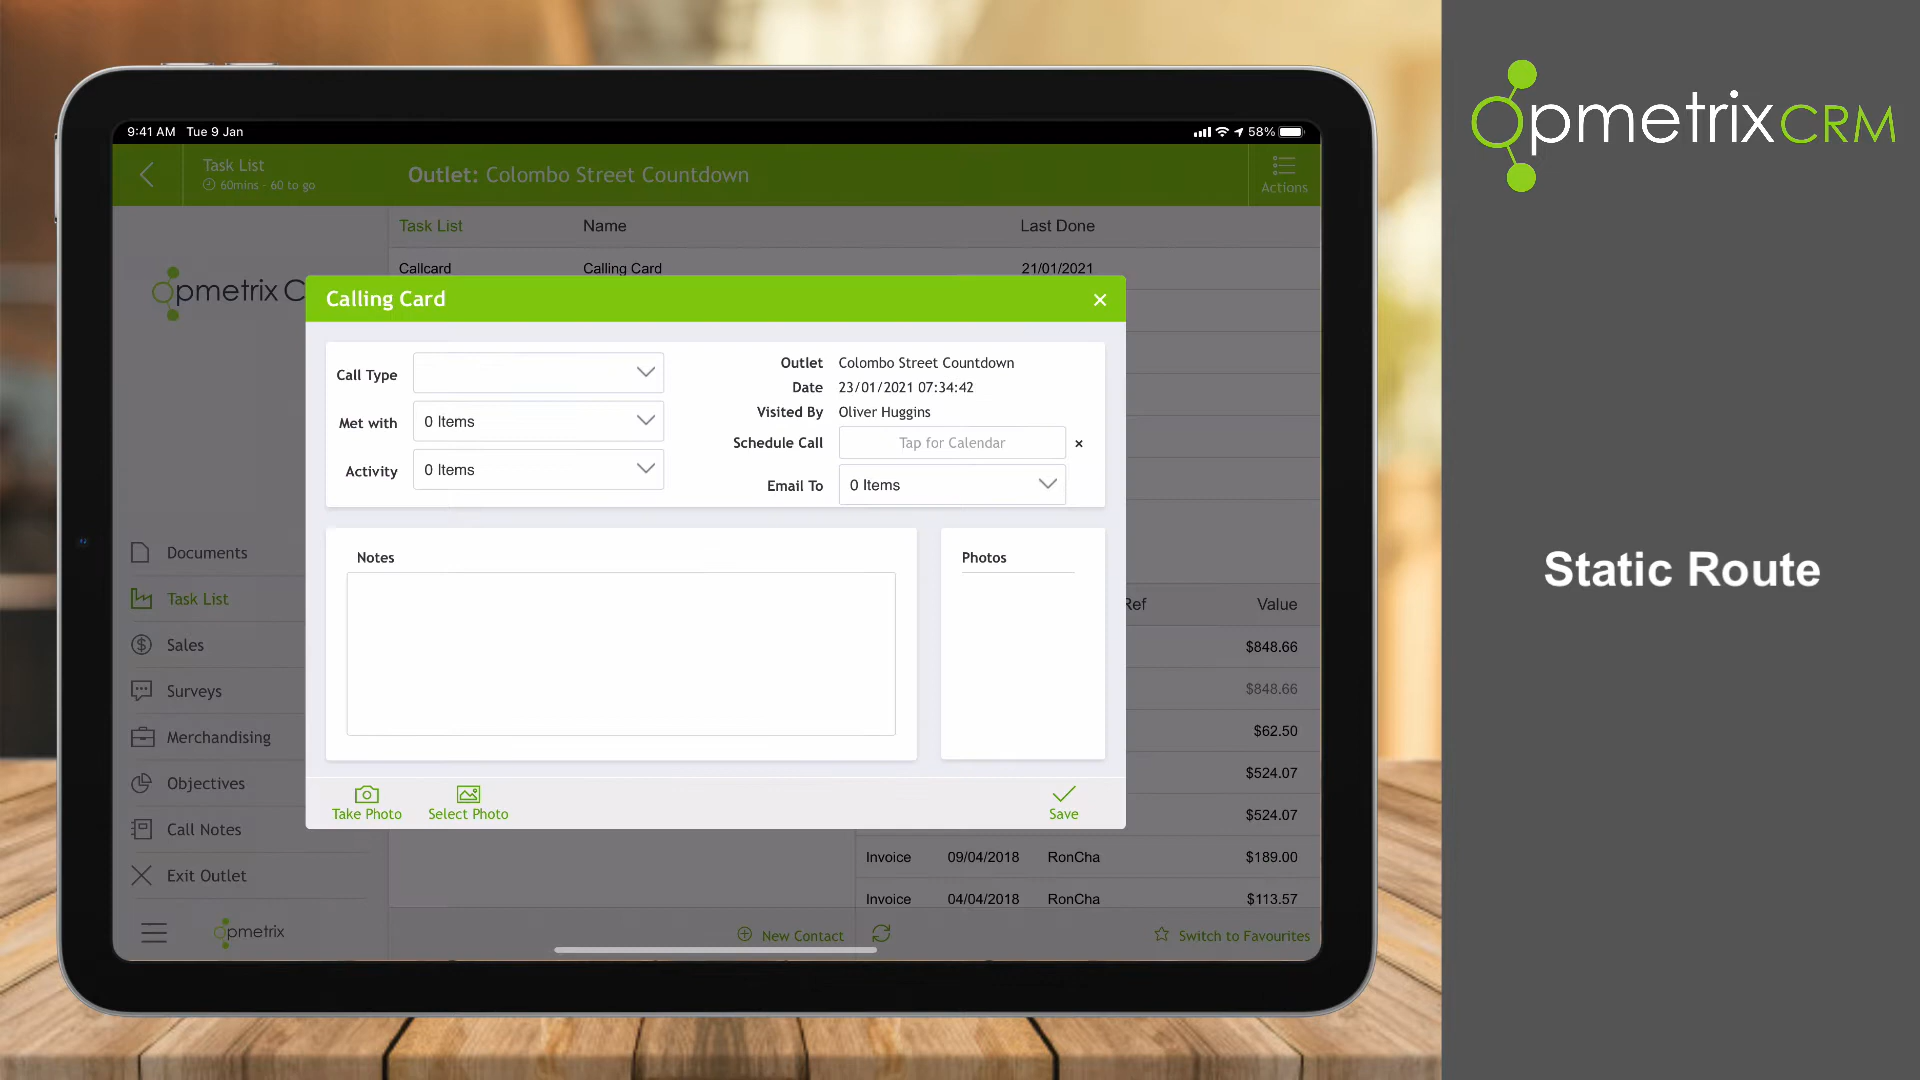 opmetrixCRM
9:41 AM Tue 9 Jan
58%
Task List
60mins - 60 to go
Outlet: Colombo Street Countdown
Actions
Task List Name Last Done
Callcard Calling Card 21/01/2021
opmetrix C
Calling Card
Call Type
Met with 0 Items
Activity 0 Items
Outlet Colombo Street Countdown
Date 23/01/2021 07:34:42
Visited By Oliver Huggins
Schedule Call Tap for Calendar
Email To 0 Items
Notes
Photos
Take Photo
Select Photo
Save
Documents
Task List
Sales
Surveys
Merchandising
Objectives
Call Notes
Exit Outlet
opmetrix
Ref Value
$848.66
$848.66
$62.50
$524.07
$524.07
Invoice 09/04/2018 RonCha $189.00
Invoice 04/04/2018 RonCha $113.57
New Contact
Switch to Favourites
Static Route